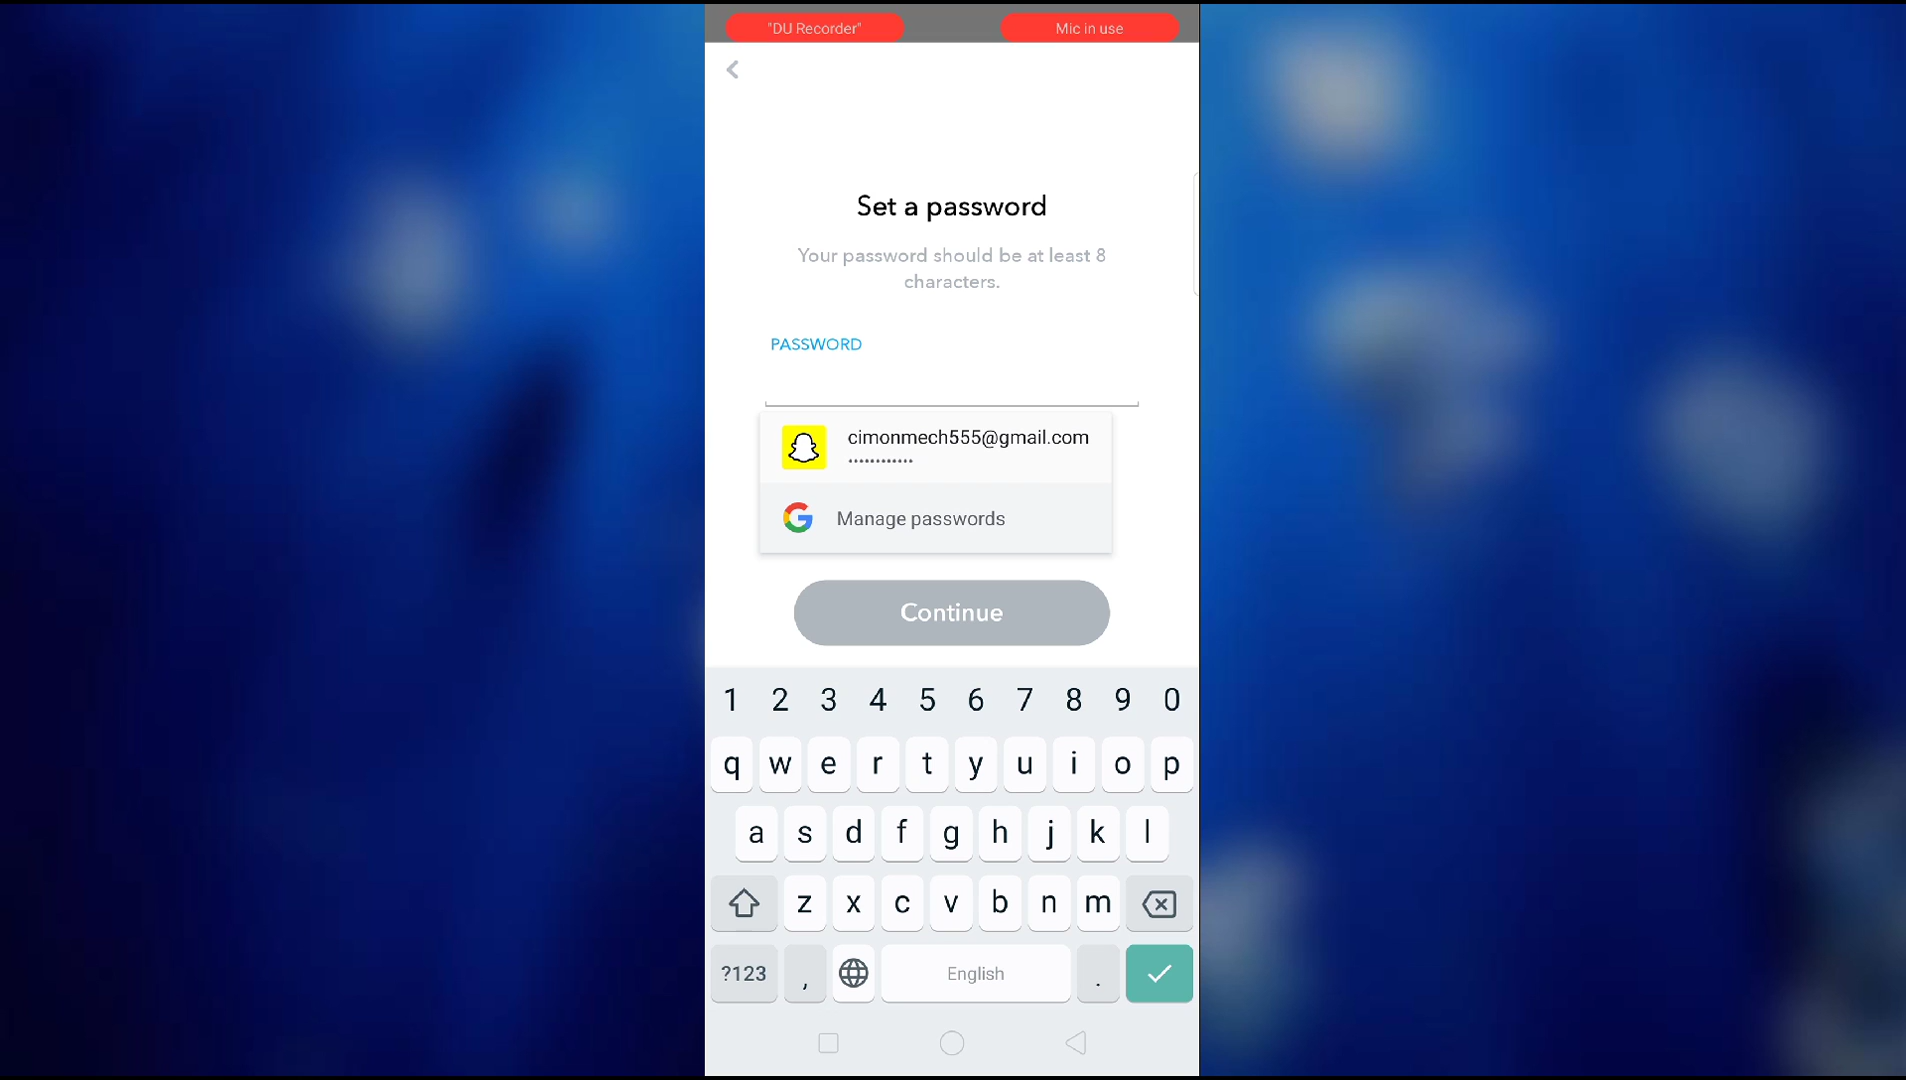 "DU Recorder" Mic in use
Set a password
Your password should be at least 8
characters.
PASSWORD
cimonmech555@gmail.com
••••••••••••
Manage passwords
Continue
1 2 3 4 5 6 7 8 9 0
q w e r t y u i o p
a s d f g h j k l
z x c v b n m
?123 , English .